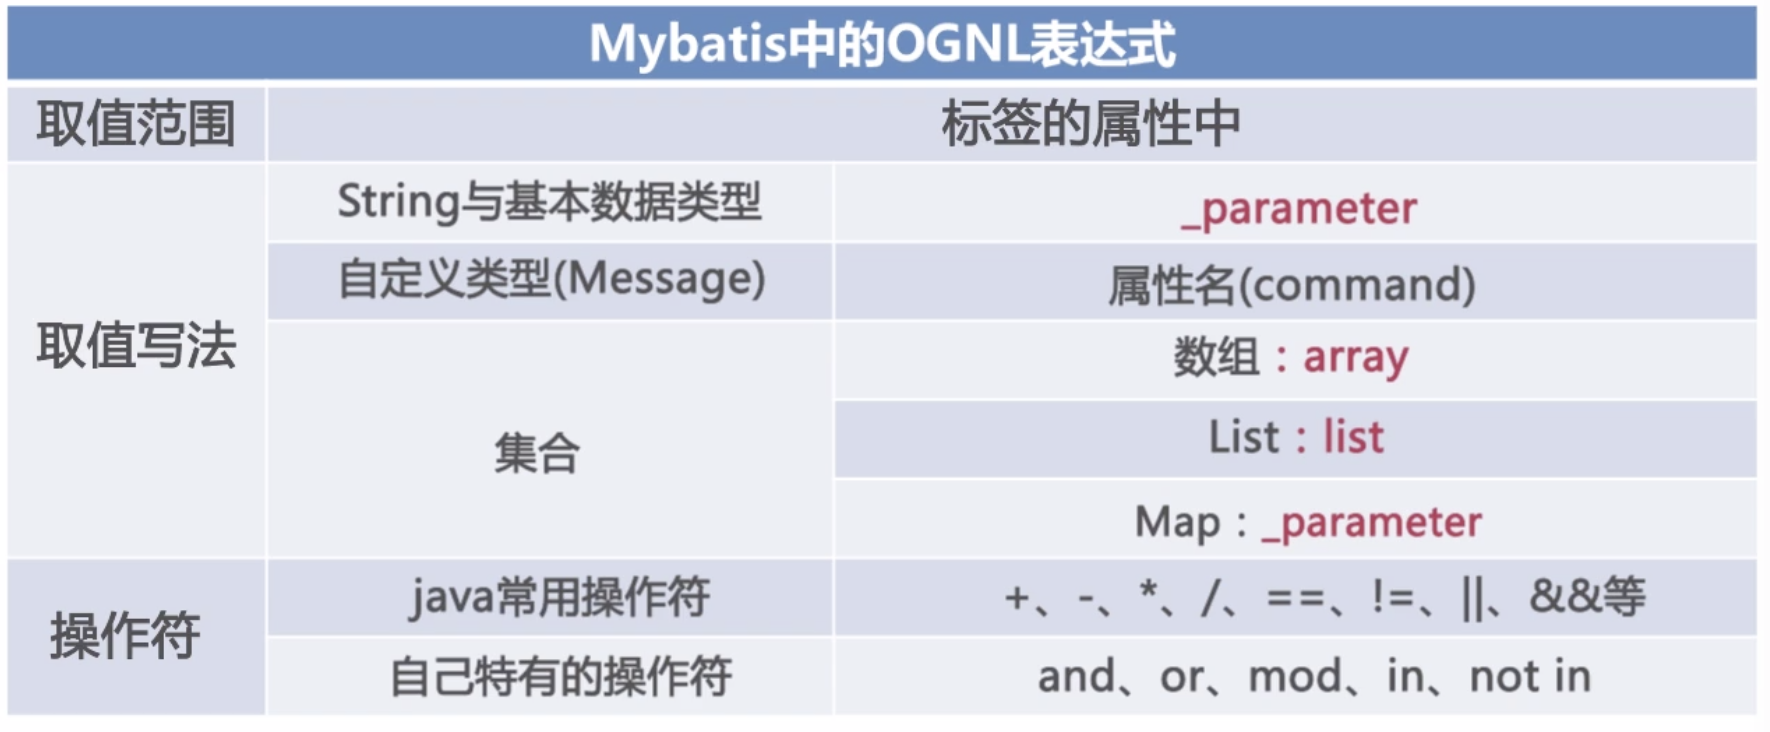 Mybatis中的OGNL表达式
取值范围
标签的属性中
取值写法
String与基本数据类型
_parameter
自定义类型(Message)
属性名(command)
集合
数组：array
List：list
Map：_parameter
操作符
java常用操作符
+、-、*、/、==、!=、||、&&等
自己特有的操作符
and、or、mod、in、not in